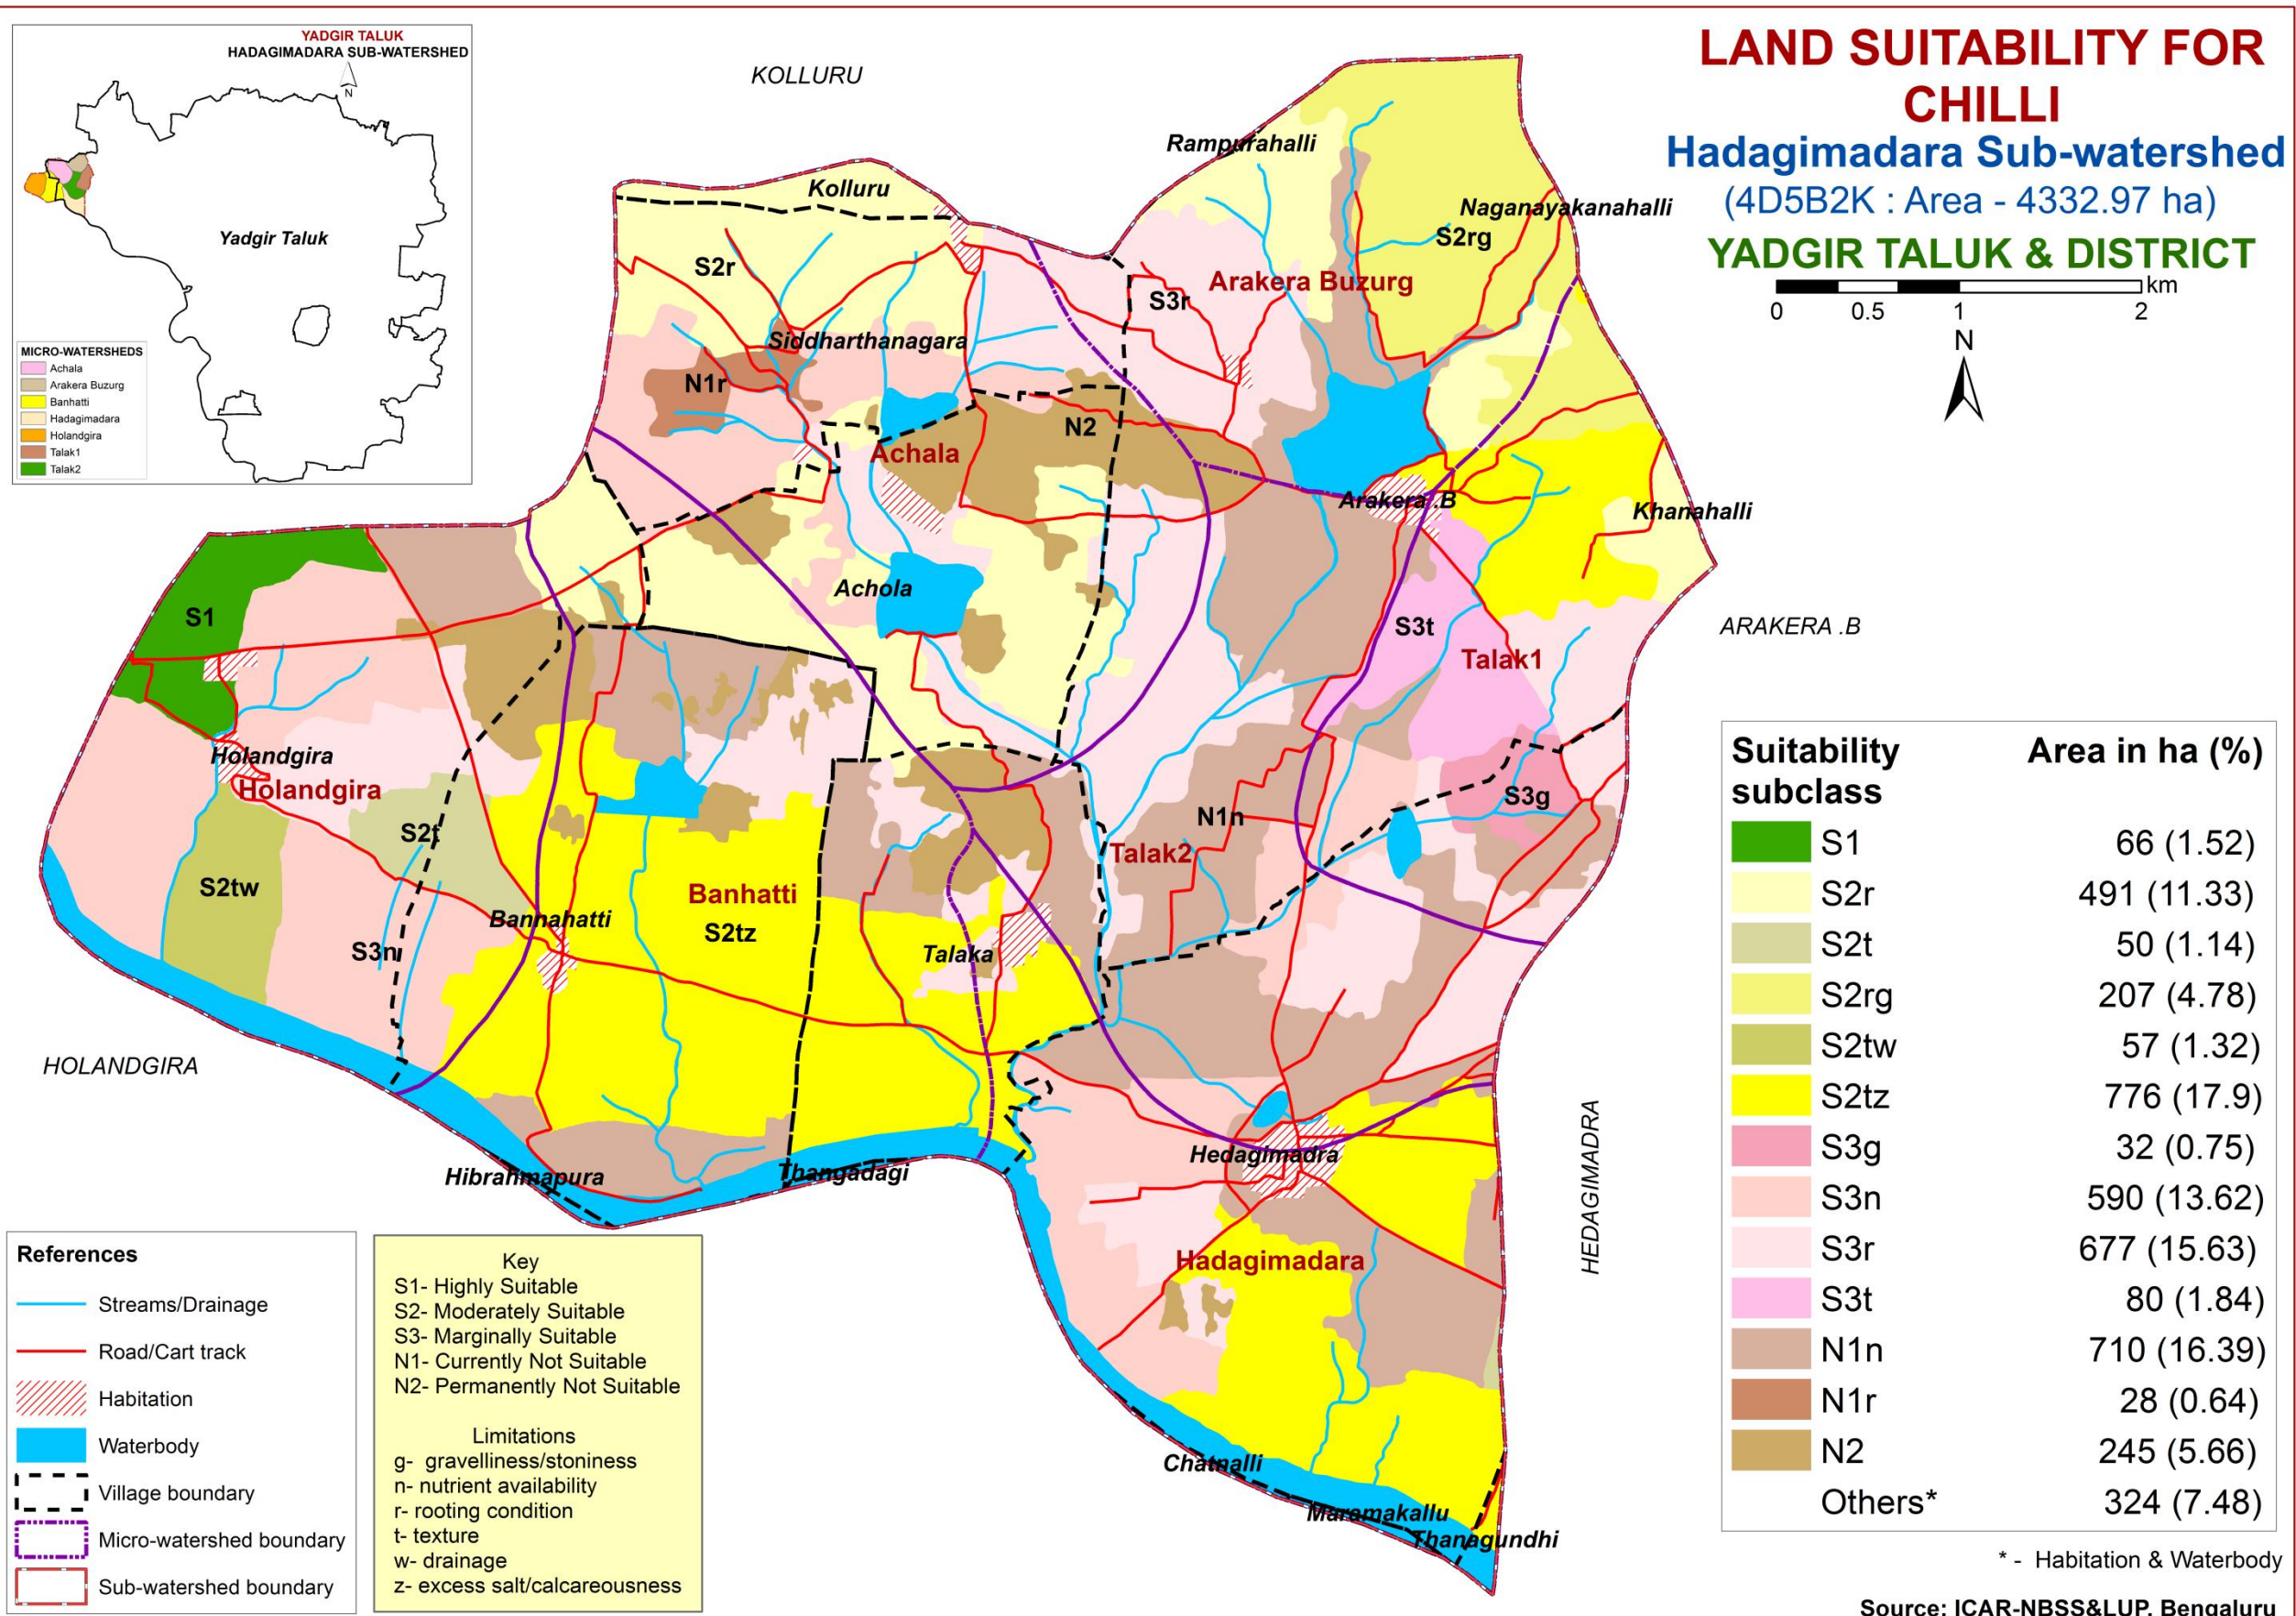 YADGIR TALUK
HADAGIMADARA SUB-WATERSHED
N
Yadgir Taluk
MICRO-WATERSHEDS
Achala
Arakera Buzurg
Banhatti
Hadagimadara
Holandgira
Talak1
Talak2
LAND SUITABILITY FOR
CHILLI
Hadagimadara Sub-watershed
(4D5B2K : Area - 4332.97 ha)
YADGIR TALUK & DISTRICT
km
0 0.5 1 2
N
KOLLURU
Rampurahalli
Kolluru
Naganayakanahalli
S2rg
S2r
Arakera Buzurg
S3r
Siddharthanagara
N1r
N2
Achala
Arakera .B
Khanahalli
Achola
S1
S3t
ARAKERA .B
Talak1
Holandgira
Holandgira
S3g
N1n
S2t
Talak2
S2tw
Banhatti
Bannahatti
S2tz
S3n
Talaka
HOLANDGIRA
HEDAGIMADRA
Hedagimadra
Hibrahmapura
Thangadagi
Hadagimadara
Chatnalli
Maramakallu
Thanagundhi
Suitability subclass Area in ha (%)
S1 66 (1.52)
S2r 491 (11.33)
S2t 50 (1.14)
S2rg 207 (4.78)
S2tw 57 (1.32)
S2tz 776 (17.9)
S3g 32 (0.75)
S3n 590 (13.62)
S3r 677 (15.63)
S3t 80 (1.84)
N1n 710 (16.39)
N1r 28 (0.64)
N2 245 (5.66)
Others* 324 (7.48)
* - Habitation & Waterbody
Source: ICAR-NBSS&LUP, Bengaluru
References
Streams/Drainage
Road/Cart track
Habitation
Waterbody
Village boundary
Micro-watershed boundary
Sub-watershed boundary
Key
S1- Highly Suitable
S2- Moderately Suitable
S3- Marginally Suitable
N1- Currently Not Suitable
N2- Permanently Not Suitable
Limitations
g- gravelliness/stoniness
n- nutrient availability
r- rooting condition
t- texture
w- drainage
z- excess salt/calcareousness